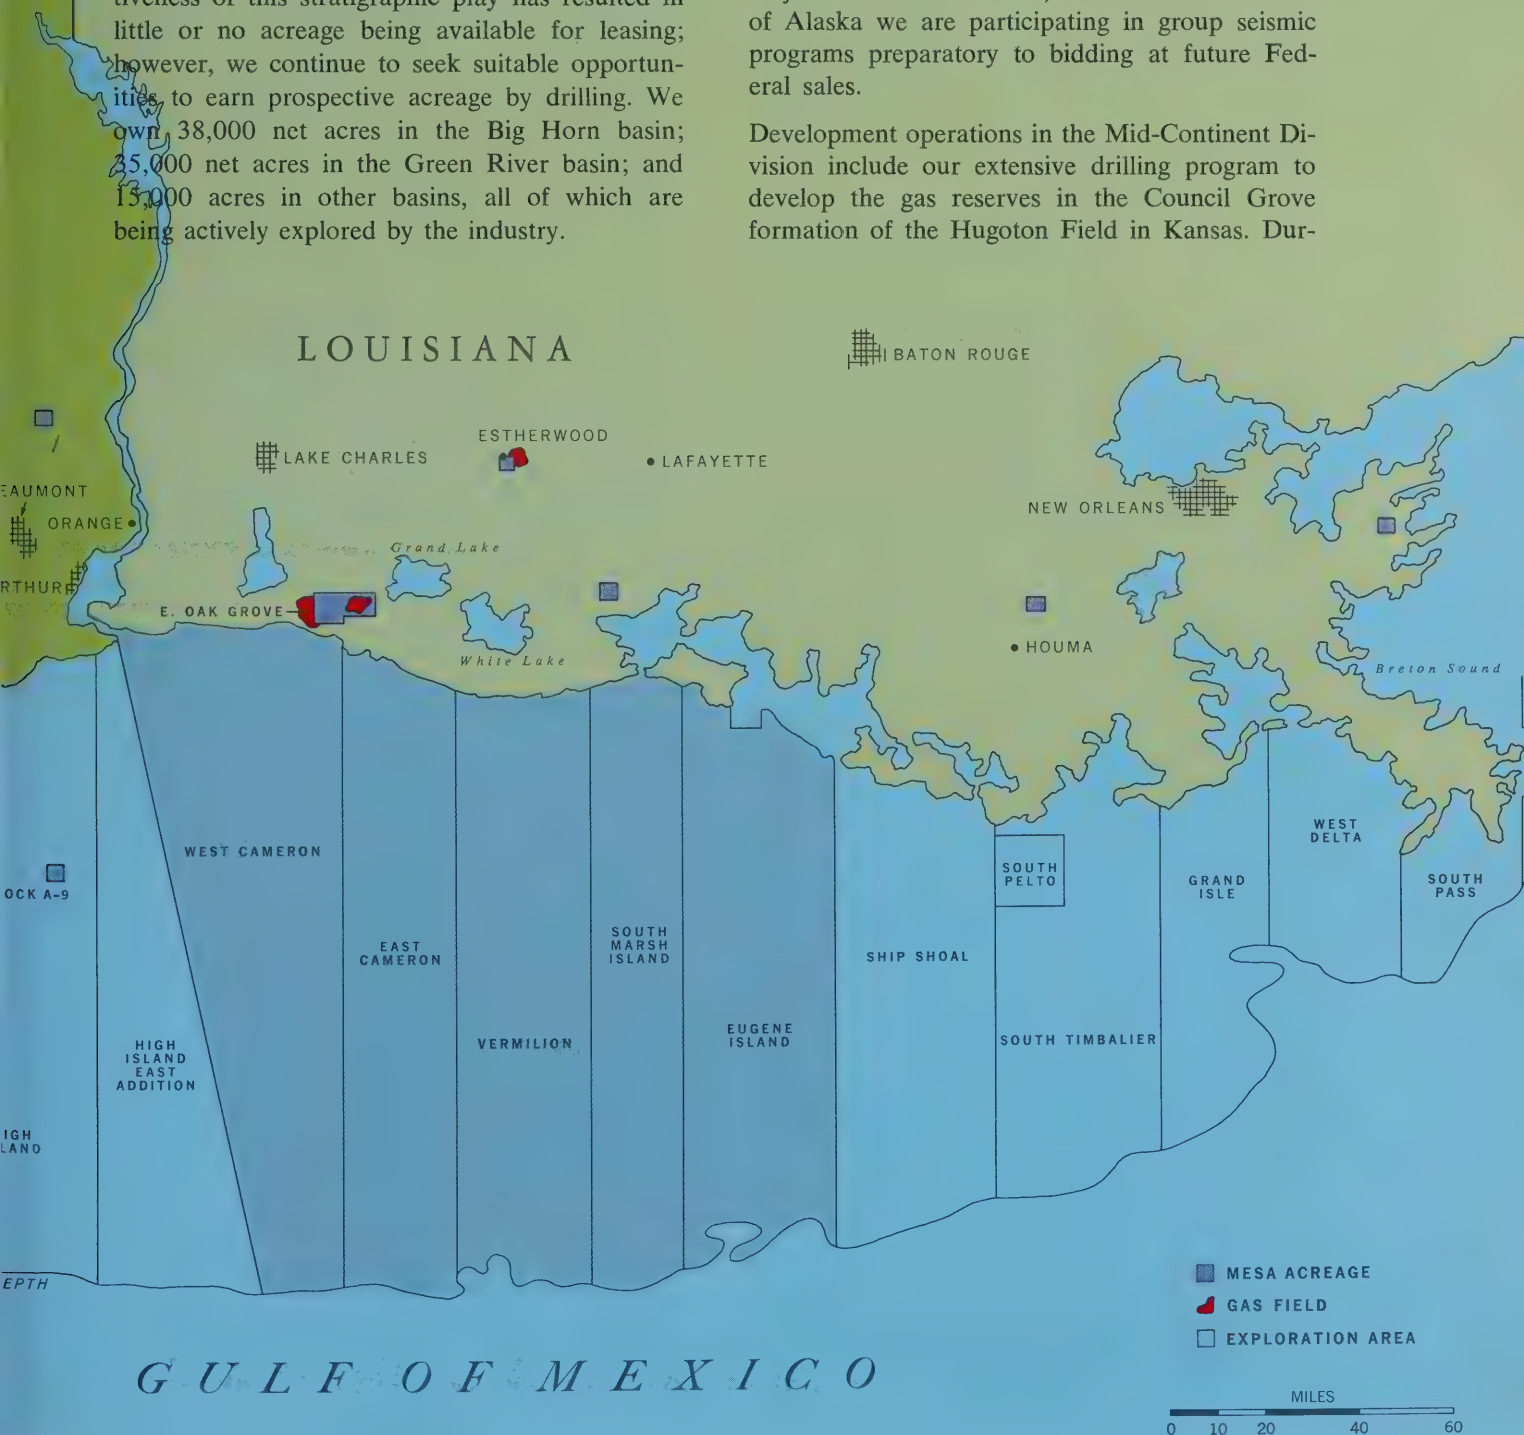 little or no acreage being available for leasing;
however, we continue to seek suitable opportun-
ities to earn prospective acreage by drilling. We
own 38,000 net acres in the Big Horn basin;
35,000 net acres in the Green River basin; and
15,000 acres in other basins, all of which are
being actively explored by the industry.
of Alaska we are participating in group seismic
programs preparatory to bidding at future Fed-
eral sales.
Development operations in the Mid-Continent Di-
vision include our extensive drilling program to
develop the gas reserves in the Council Grove
formation of the Hugoton Field in Kansas. Dur-
LOUISIANA
BATON ROUGE
ESTHERWOOD
LAKE CHARLES
LAFAYETTE
EAUMONT
ORANGE
NEW ORLEANS
Grand Lake
RTHUR
E. OAK GROVE
HOUMA
White Lake
Breton Sound
WEST CAMERON
WEST
DELTA
SOUTH
PELTO
GRAND
ISLE
SOUTH
PASS
OCK A-9
EAST
CAMERON
SOUTH
MARSH
ISLAND
SHIP SHOAL
HIGH
ISLAND
EAST
ADDITION
VERMILION
EUGENE
ISLAND
SOUTH TIMBALIER
IGH
LAND
EPTH
MESA ACREAGE
GAS FIELD
EXPLORATION AREA
GULF OF MEXICO
MILES
0 10 20 40 60